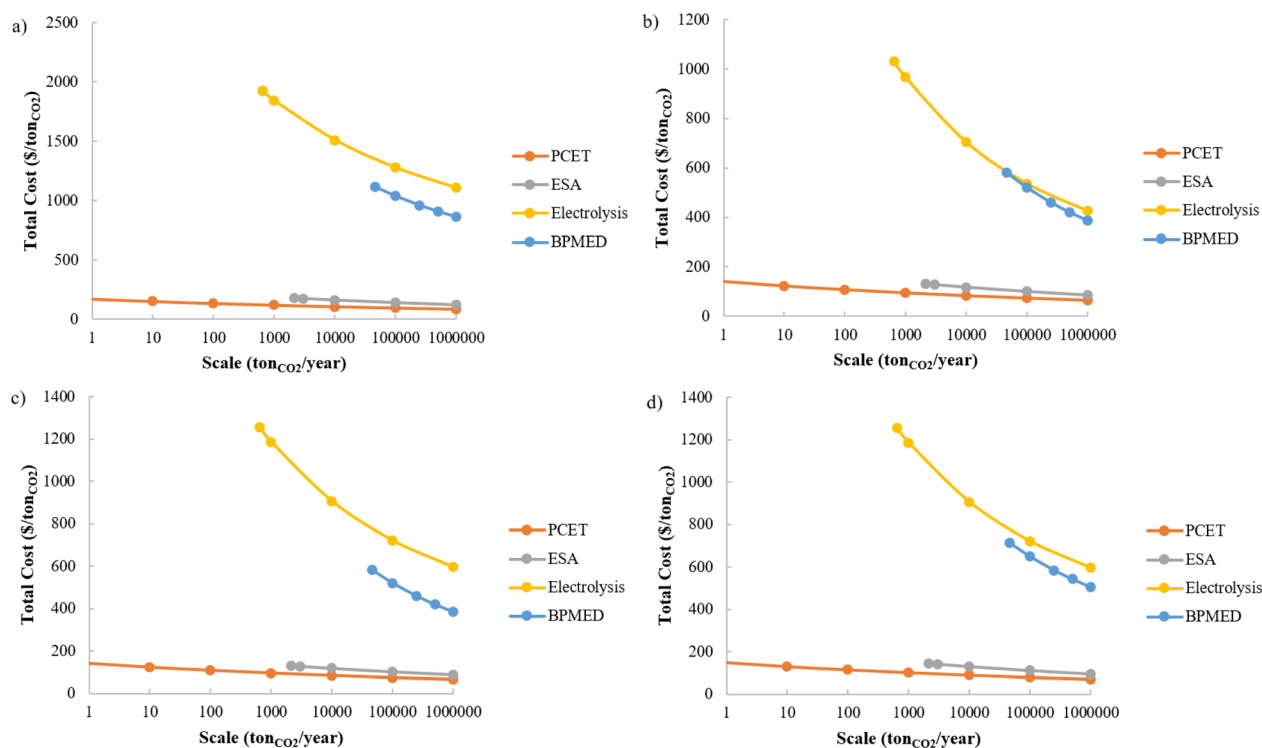 a)
2500
2000
1500
1000
500
0
Total Cost ($/tonCO2)
1 10 100 1000 10000 100000 1000000
Scale (tonCO2/year)
PCET
ESA
Electrolysis
BPMED
b)
1200
1000
800
600
400
200
0
Total Cost ($/tonCO2)
1 10 100 1000 10000 100000 1000000
Scale (tonCO2/year)
PCET
ESA
Electrolysis
BPMED
c)
1400
1200
1000
800
600
400
200
0
Total Cost ($/tonCO2)
1 10 100 1000 10000 100000 1000000
Scale (tonCO2/year)
PCET
ESA
Electrolysis
BPMED
d)
1400
1200
1000
800
600
400
200
0
Total Cost ($/tonCO2)
1 10 100 1000 10000 100000 1000000
Scale (tonCO2/year)
PCET
ESA
Electrolysis
BPMED